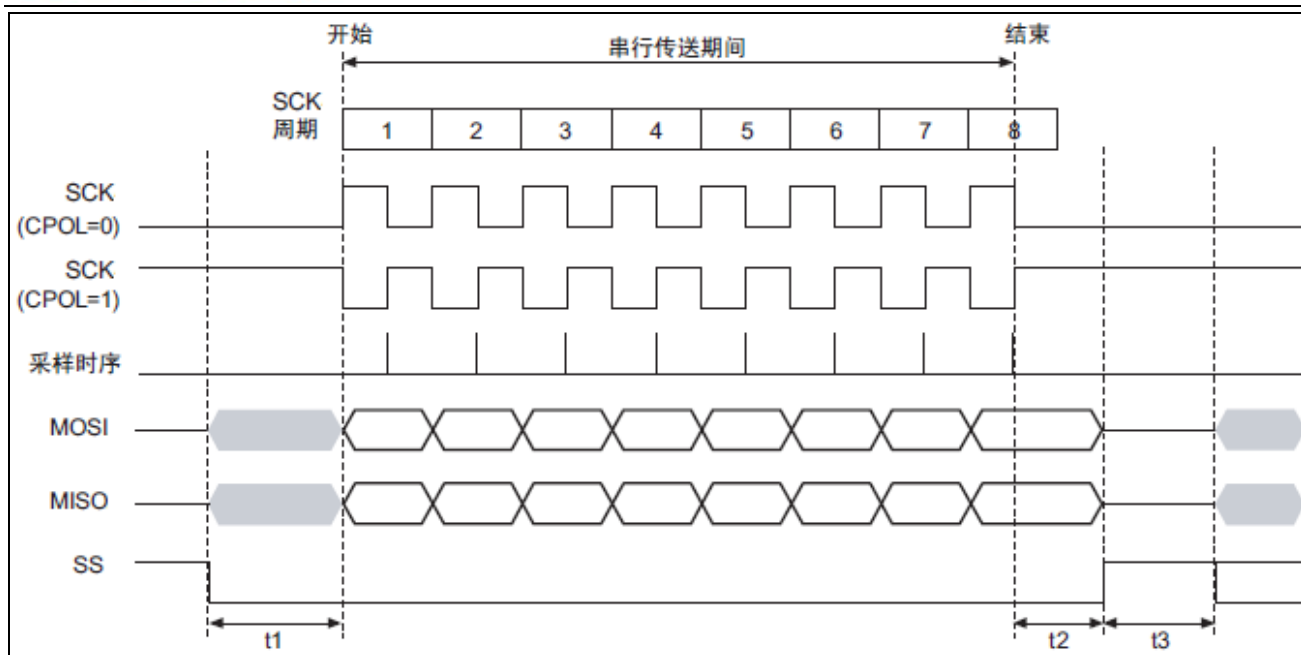 开始
串行传送期间
结束
SCK
周期
1 2 3 4 5 6 7 8
SCK
(CPOL=0)
SCK
(CPOL=1)
采样时序
MOSI
MISO
SS
t1
t2
t3